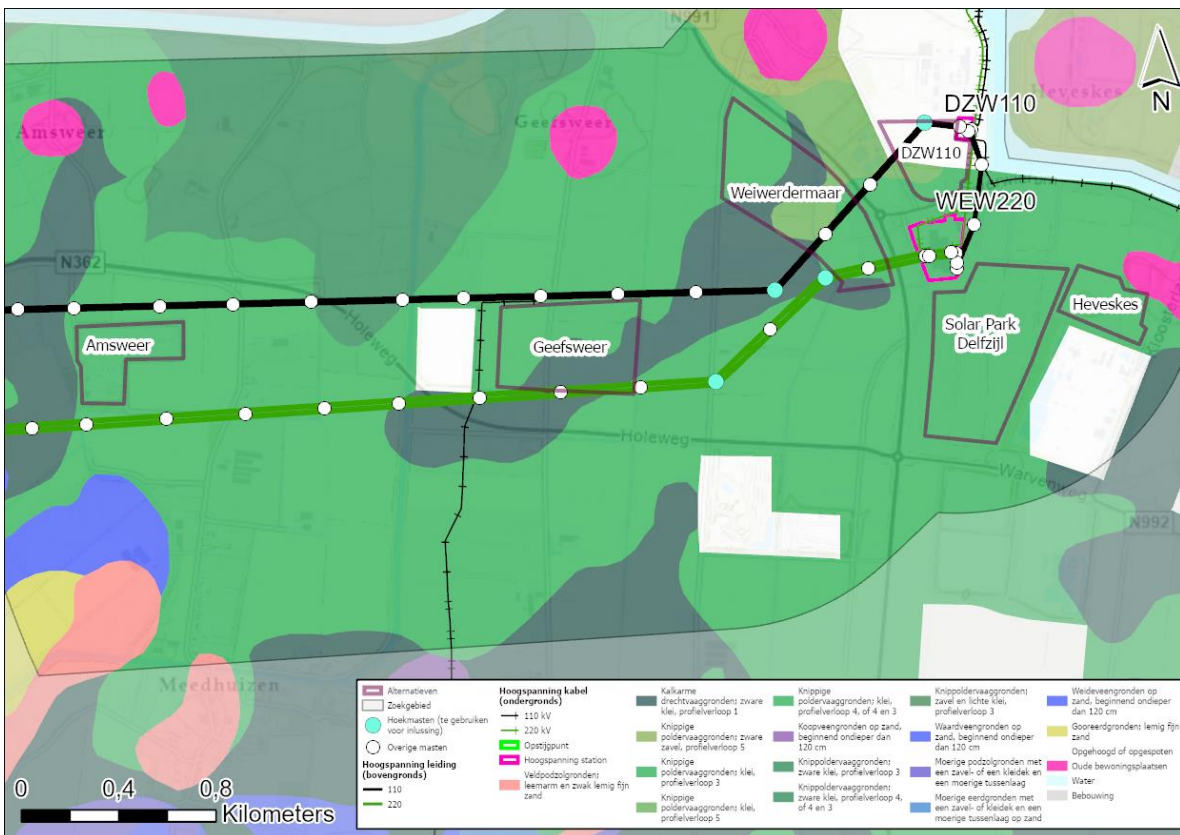 N991
Heveskes
N
DZW110
Amsweer
Geefsweer
DZW110
Weiwerdermaar
WEW220
N362
Holeweg
Heveskes
Solar Park
Delfzijl
Amsweer
Geefsweer
Holeweg
Warvenweg
N992
Meedhuizen
0 0,4 0,8
Kilometers
Alternatieven
Zoekgebied
Hoekmasten (te gebruiken
voor inlussing)
Overige masten
Hoogspanning leiding
(bovengronds)
110
220
Hoogspanning kabel
(ondergronds)
110 kV
220 kV
Opstijgpunt
Hoogspanning station
Veldpodzolgronden;
leemarm en zwak lemig fijn
zand
Kalkarme
drechtvaaggronden; zware
klei, profielverloop 1
Knippige
poldervaaggronden; zware
zavel, profielverloop 5
Knippige
poldervaaggronden; klei,
profielverloop 3
Knippige
poldervaaggronden; klei,
profielverloop 5
Knippige
poldervaaggronden; klei,
profielverloop 4, of 4 en 3
Koopveengronden op zand,
beginnend ondieper dan
120 cm
Knippoldervaaggronden;
zware klei, profielverloop 3
Knippoldervaaggronden;
zware klei, profielverloop 4,
of 4 en 3
Knippoldervaaggronden;
zavel en lichte klei,
profielverloop 3
Waardveengronden op
zand, beginnend ondieper
dan 120 cm
Moerige podzolgronden met
een zavel- of een kleidek en
een moerige tussenlaag
Moerige eerdgronden met
een zavel- of kleidek en een
moerige tussenlaag op zand
Weideveengronden op
zand, beginnend ondieper
dan 120 cm
Gooreerdgronden; lemig fijn
zand
Opgehoogd of opgespoten
Oude bewoningsplaatsen
Water
Bebouwing